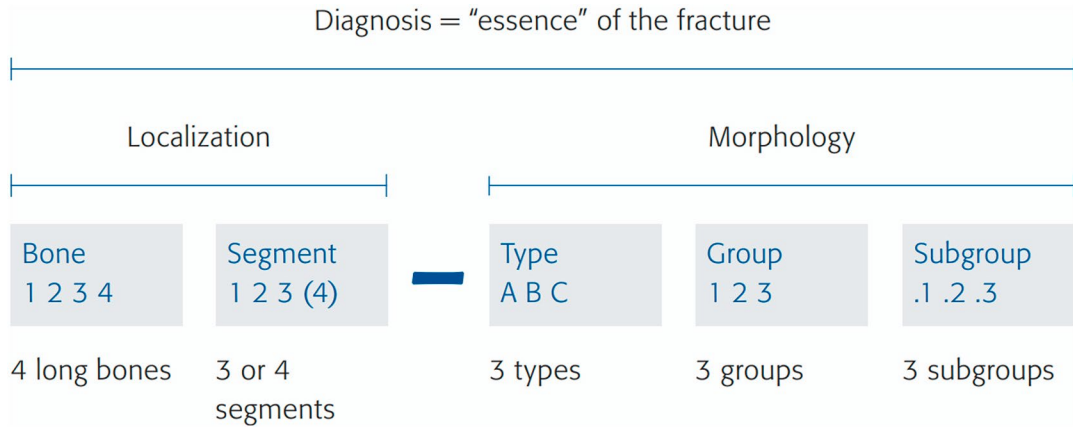 Diagnosis = “essence” of the fracture
Localization
Morphology
Bone
1 2 3 4
Segment
1 2 3 (4)
Type
A B C
Group
1 2 3
Subgroup
.1 .2 .3
4 long bones
3 or 4
segments
3 types
3 groups
3 subgroups